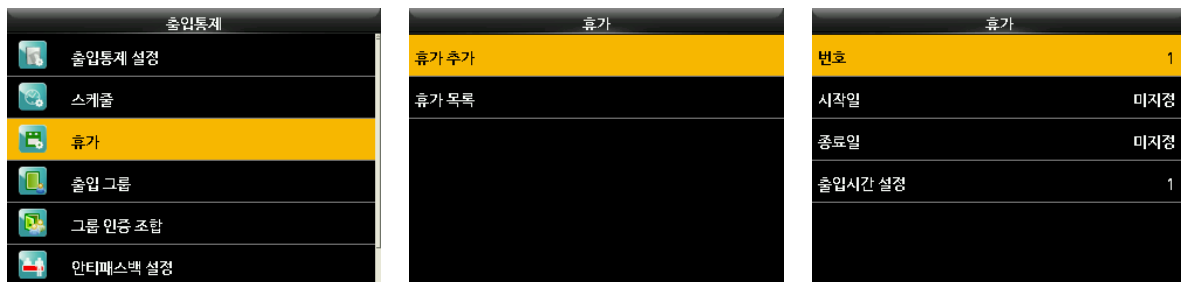 출입통제
출입통제 설정
스케줄
휴가
출입 그룹
그룹 인증 조합
안티패스백 설정
휴가
휴가 추가
휴가 목록
휴가
번호 1
시작일 미지정
종료일 미지정
출입시간 설정 1